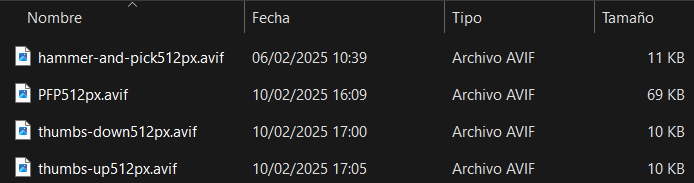 Nombre Fecha Tipo Tamaño
hammer-and-pick512px.avif 06/02/2025 10:39 Archivo AVIF 11 KB
PFP512px.avif 10/02/2025 16:09 Archivo AVIF 69 KB
thumbs-down512px.avif 10/02/2025 17:00 Archivo AVIF 10 KB
thumbs-up512px.avif 10/02/2025 17:05 Archivo AVIF 10 KB